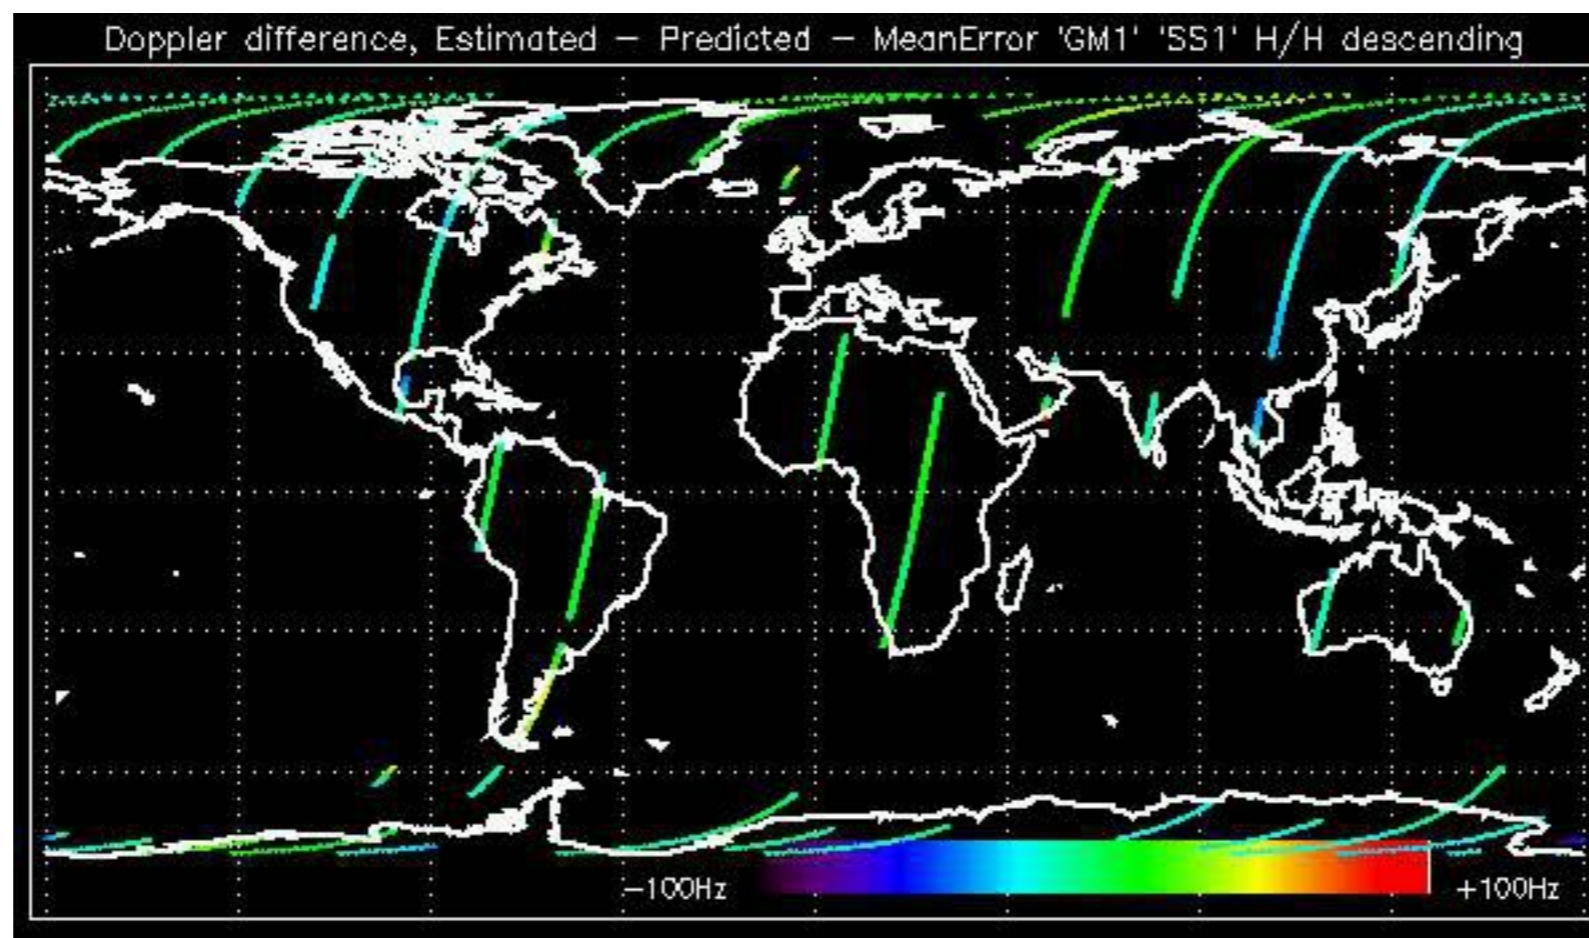 Doppler difference, Estimated – Predicted – MeanError 'GM1' 'SS1' H/H descending
–100Hz
+100Hz